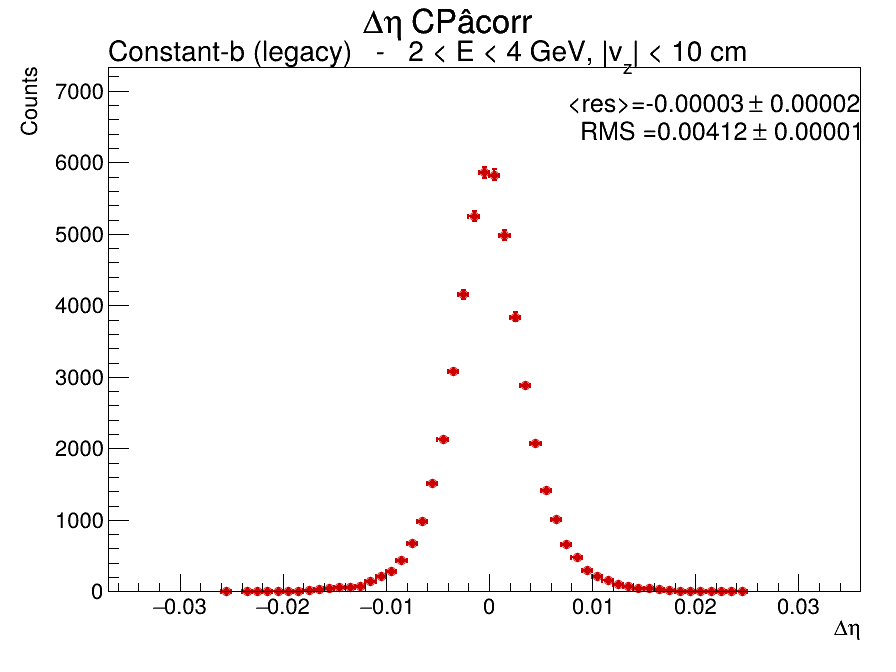 Δη CPâcorr
Constant-b (legacy) - 2 < E < 4 GeV, |v_z| < 10 cm
<res>=-0.00003 ± 0.00002
RMS =0.00412 ± 0.00001
Counts
7000
6000
5000
4000
3000
2000
1000
0
−0.03 −0.02 −0.01 0 0.01 0.02 0.03
Δη